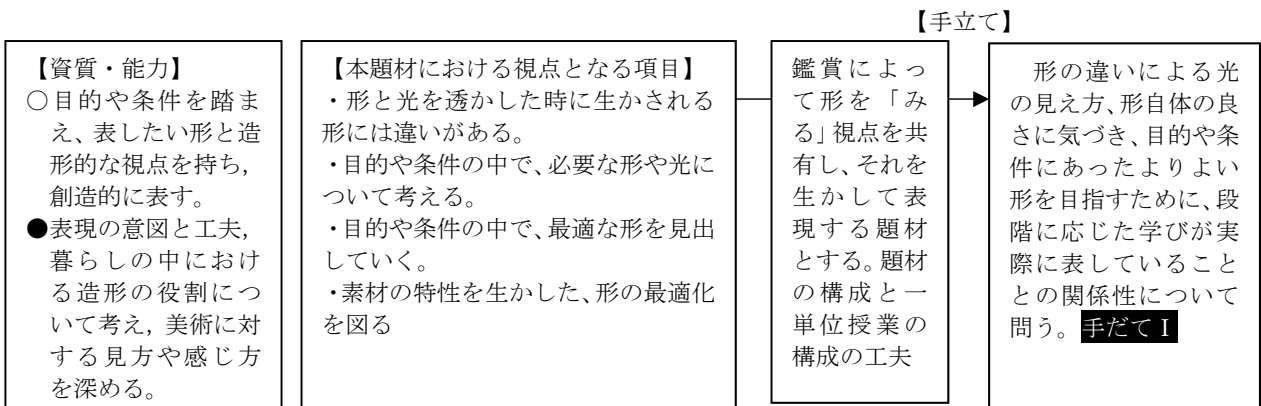 【手立て】
【資質・能力】
○目的や条件を踏ま
え、表したい形と造
形的な視点を持ち,
創造的に表す。
●表現の意図と工夫,
暮らしの中におけ
る造形の役割につ
いて考え, 美術に対
する見方や感じ方
を深める。
【本題材における視点となる項目】
・形と光を透かした時に生かされる
形には違いがある。
・目的や条件の中で、必要な形や光に
ついて考える。
・目的や条件の中で、最適な形を見出
していく。
・素材の特性を生かした、形の最適化
を図る
鑑賞によっ
て形を「み
る」視点を共
有し、それを
生かして表
現する題材
とする。題材
の構成と一
単位授業の
構成の工夫
形の違いによる光
の見え方、形自体の良
さに気づき、目的や条
件にあったよりよい
形を目指すために、段
階に応じた学びが実
際に表していること
との関係性について
問う。 手だてⅠ